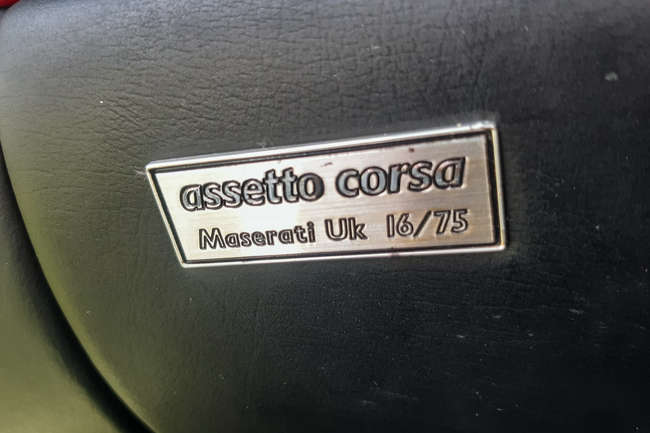 assetto corsa
Maserati Uk 16/75